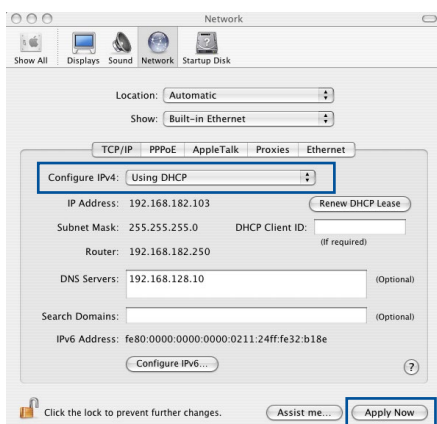 Network
Show All Displays Sound Network Startup Disk
Location: Automatic
Show: Built-in Ethernet
TCP/IP PPPoE AppleTalk Proxies Ethernet
Configure IPv4: Using DHCP
IP Address: 192.168.182.103 Renew DHCP Lease
Subnet Mask: 255.255.255.0 DHCP Client ID:
(If required)
Router: 192.168.182.250
DNS Servers: 192.168.128.10 (Optional)
Search Domains: (Optional)
IPv6 Address: fe80:0000:0000:0000:0211:24ff:fe32:b18e
Configure IPv6... ?
Click the lock to prevent further changes. Assist me... Apply Now